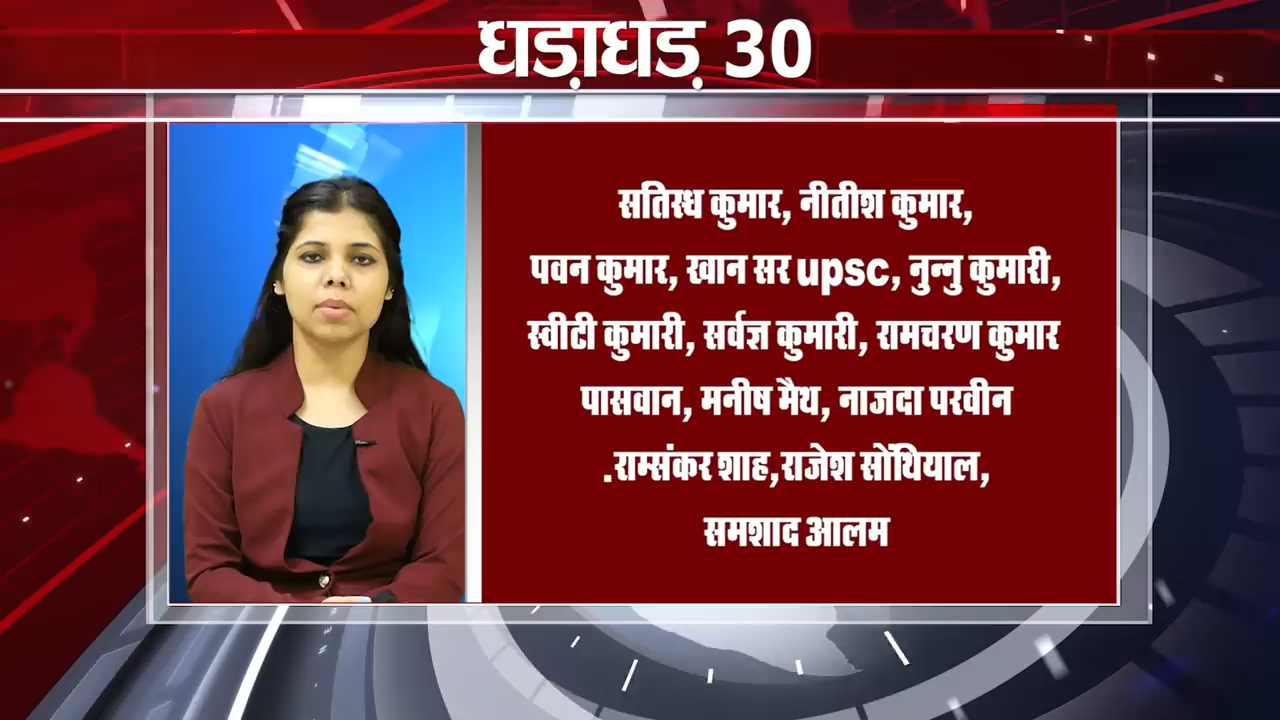 धड़ाधड़ 30
सतिस्ध कुमार, नीतीश कुमार,
पवन कुमार, खान सर upsc, नुन्नु कुमारी,
स्वीटी कुमारी, सर्वज्ञ कुमारी, रामचरण कुमार
पासवान, मनीष मैथ, नाजदा परवीन
.राम्संकर शाह,राजेश सोंथियाल,
समशाद आलम